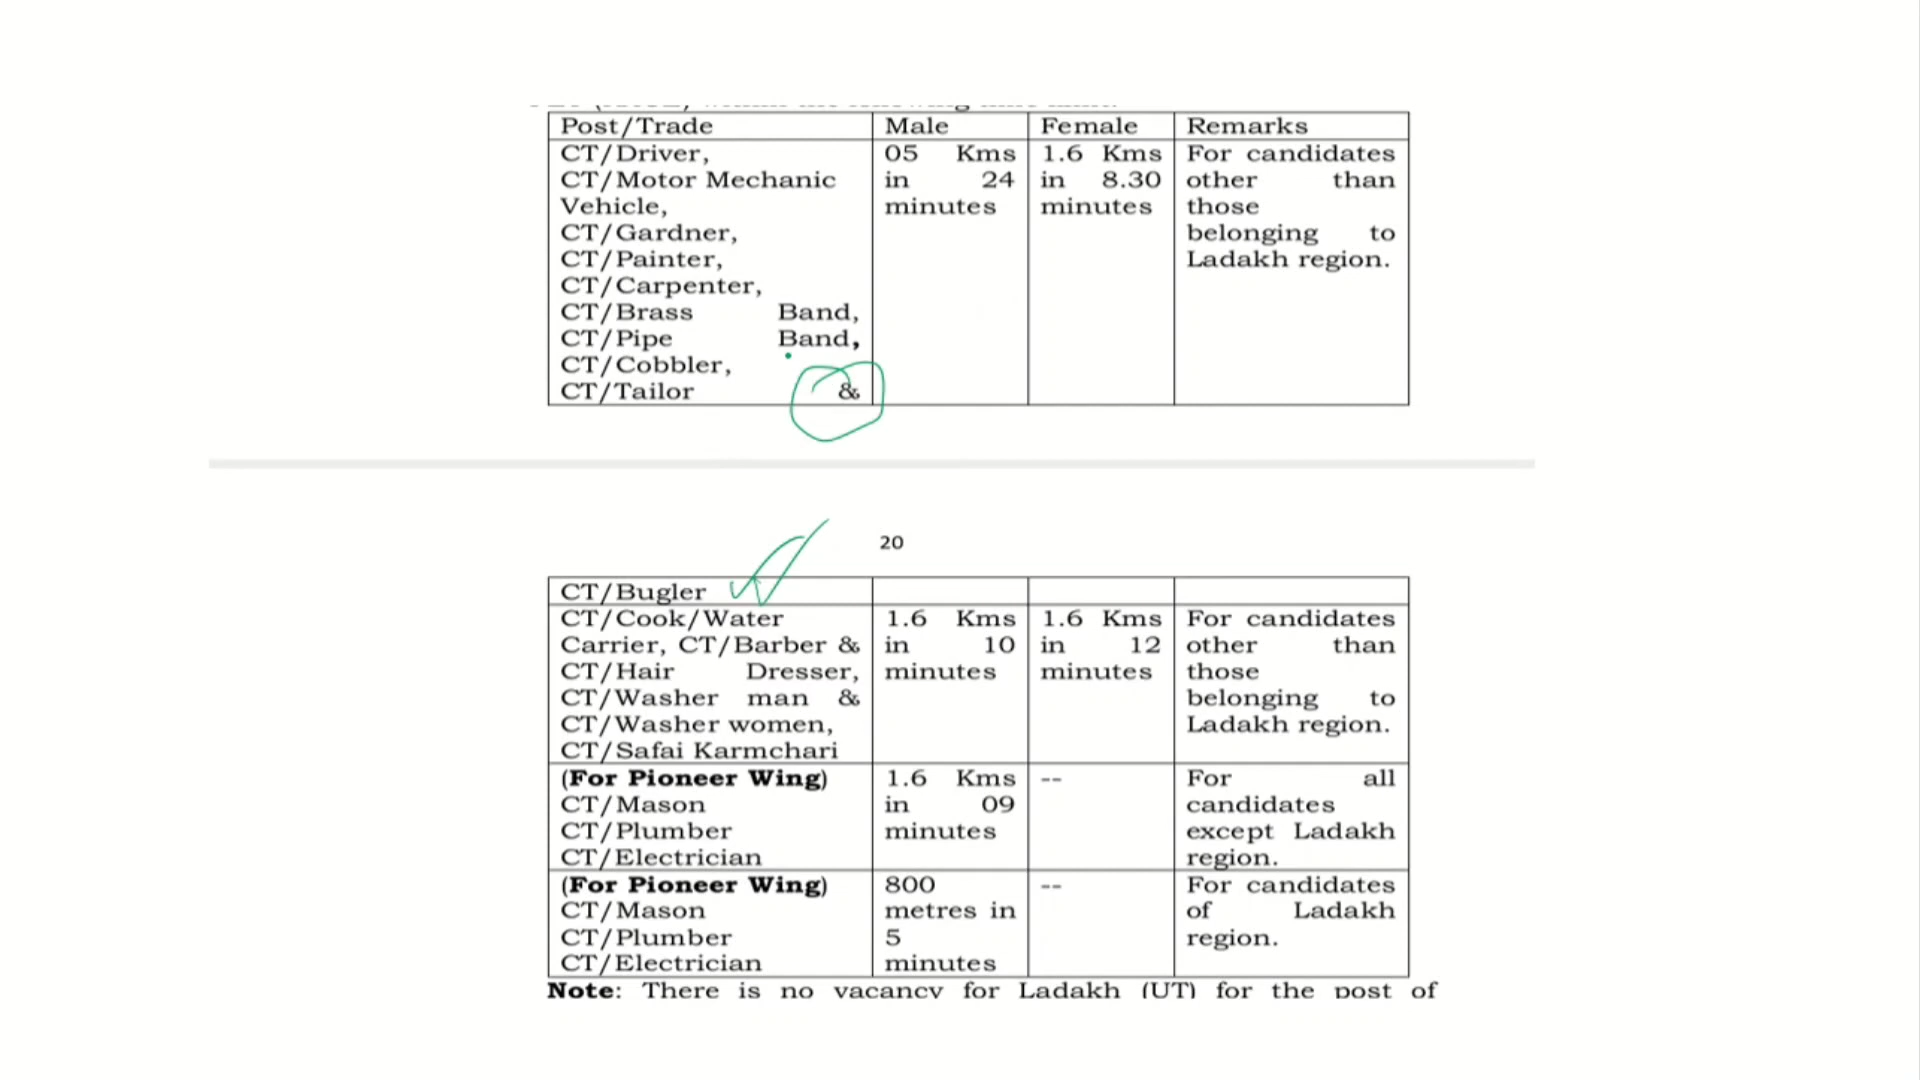 Post/Trade Male Female Remarks
CT/Driver, 05 Kms 1.6 Kms For candidates
CT/Motor Mechanic in 24 in 8.30 other than
Vehicle, minutes minutes those
CT/Gardner, belonging to
CT/Painter, Ladakh region.
CT/Carpenter,
CT/Brass Band,
CT/Pipe Band,
CT/Cobbler,
CT/Tailor &
20
CT/Bugler
CT/Cook/Water 1.6 Kms 1.6 Kms For candidates
Carrier, CT/Barber & in 10 in 12 other than
CT/Hair Dresser, minutes minutes those
CT/Washer man & belonging to
CT/Washer women, Ladakh region.
CT/Safai Karmchari
(For Pioneer Wing) 1.6 Kms -- For all
CT/Mason in 09 candidates
CT/Plumber minutes except Ladakh
CT/Electrician region.
(For Pioneer Wing) 800 -- For candidates
CT/Mason metres in of Ladakh
CT/Plumber 5 region.
CT/Electrician minutes
Note: There is no vacancy for Ladakh (UT) for the post of